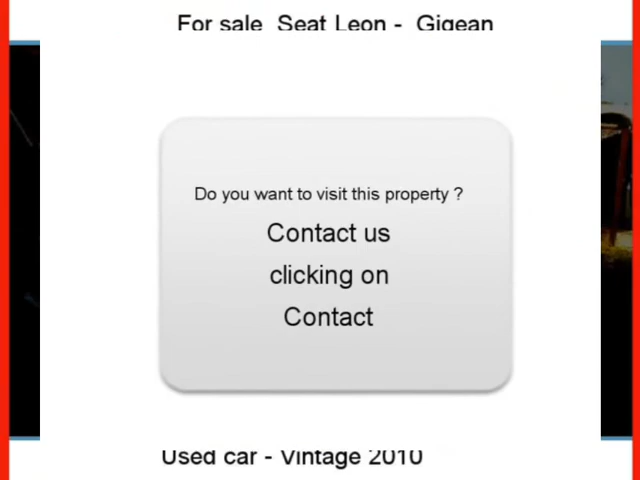 For sale  Seat Leon -  Gigean
Do you want to visit this property ?
Contact us
clicking on
Contact
Used car - Vintage 2010